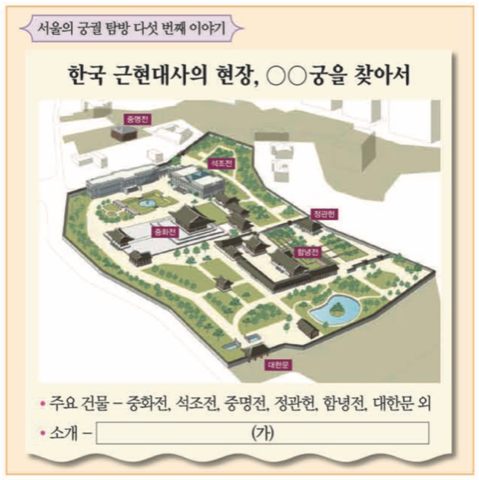 서울의 궁궐 탐방 다섯 번째 이야기
한국 근현대사의 현장, ○○궁을 찾아서
중명전
석조전
정관헌
중화전
함녕전
대한문
• 주요 건물 – 중화전, 석조전, 중명전, 정관헌, 함녕전, 대한문 외
• 소개 – (가)